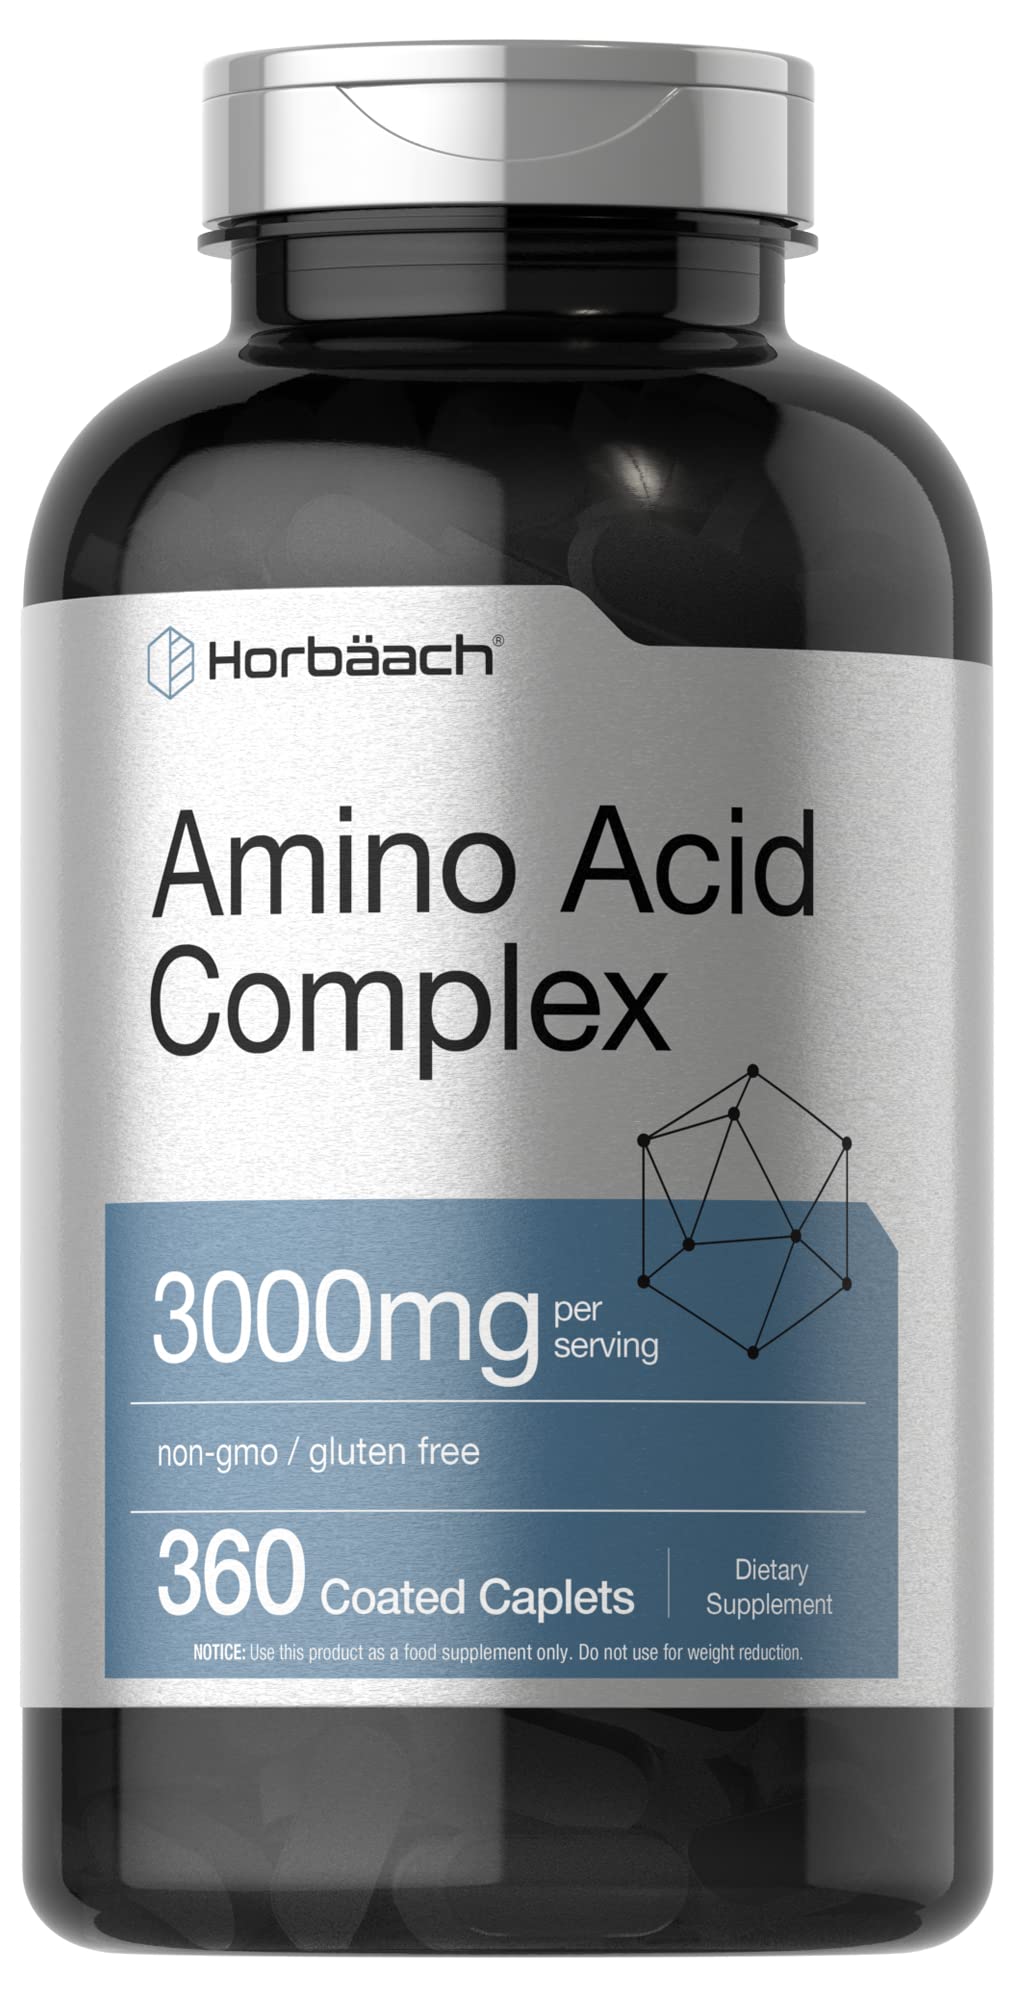 Horbäach®
Amino Acid
Complex
3000mg per
serving
non-gmo / gluten free
360 Coated Caplets
Dietary
Supplement
NOTICE: Use this product as a food supplement only. Do not use for weight reduction.